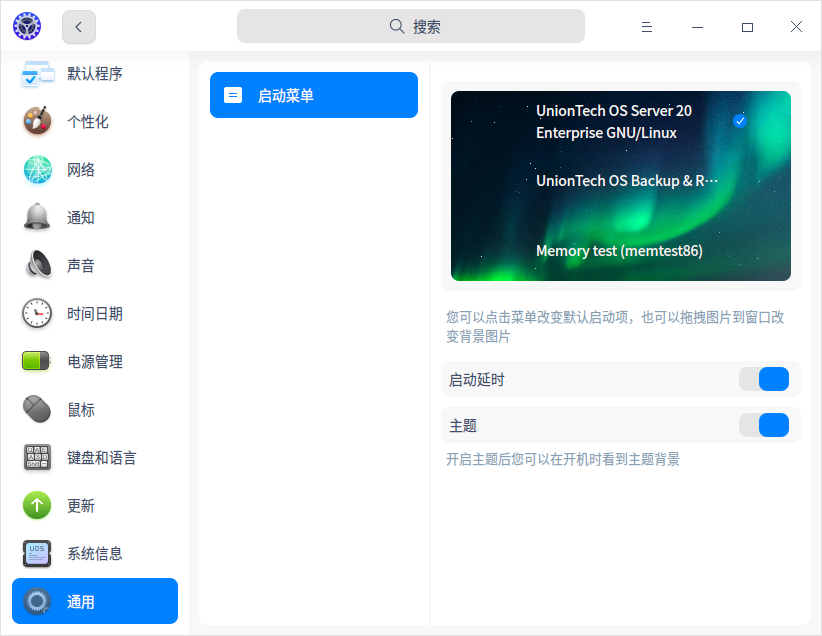 搜索
默认程序
个性化
网络
通知
声音
时间日期
电源管理
鼠标
键盘和语言
更新
系统信息
通用
启动菜单
UnionTech OS Server 20
Enterprise GNU/Linux
UnionTech OS Backup & R···
Memory test (memtest86)
您可以点击菜单改变默认启动项，也可以拖拽图片到窗口改
变背景图片
启动延时
主题
开启主题后您可以在开机时看到主题背景